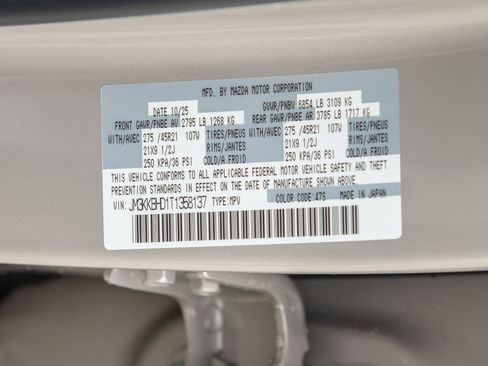 MFD. BY MAZDA MOTOR CORPORATION
DATE 10/25 GVWR/PNBV 6854 LB 3109 KG
FRONT GAWR/PNBE AV 2795 LB 1268 KG REAR GAWR/PNBE AR 3785 LB 1717 KG
WITH/AVEC 275 /45R21 107W TIRES/PNEUS WITH/AVEC 275 /45R21 107W TIRES/PNEUS
21X9 1/2J RIMS/JANTES 21X9 1/2J RIMS/JANTES
250 KPA/36 PSI COLD/A FROID 250 KPA/36 PSI COLD/A FROID
THIS VEHICLE CONFORMS TO ALL APPLICABLE FEDERAL MOTOR VEHICLE SAFETY AND THEFT
PREVENTION STANDARDS IN EFFECT ON THE DATE OF MANUFACTURE SHOWN ABOVE.
VIN: JM3KKBHD1T1358137 TYPE:MPV COLOR CODE:47S MADE IN JAPAN